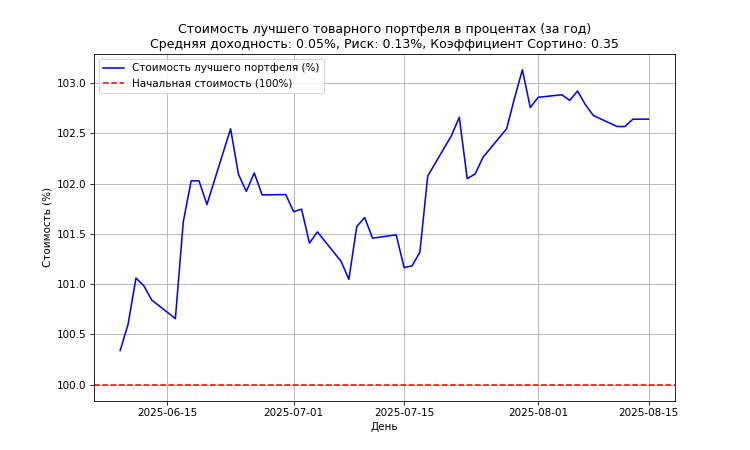 Стоимость лучшего товарного портфеля в процентах (за год)
Средняя доходность: 0.05%, Риск: 0.13%, Коэффициент Сортино: 0.35
Стоимость лучшего портфеля (%)
Начальная стоимость (100%)
Стоимость (%)
103.0
102.5
102.0
101.5
101.0
100.5
100.0
2025-06-15
2025-07-01
2025-07-15
2025-08-01
2025-08-15
День